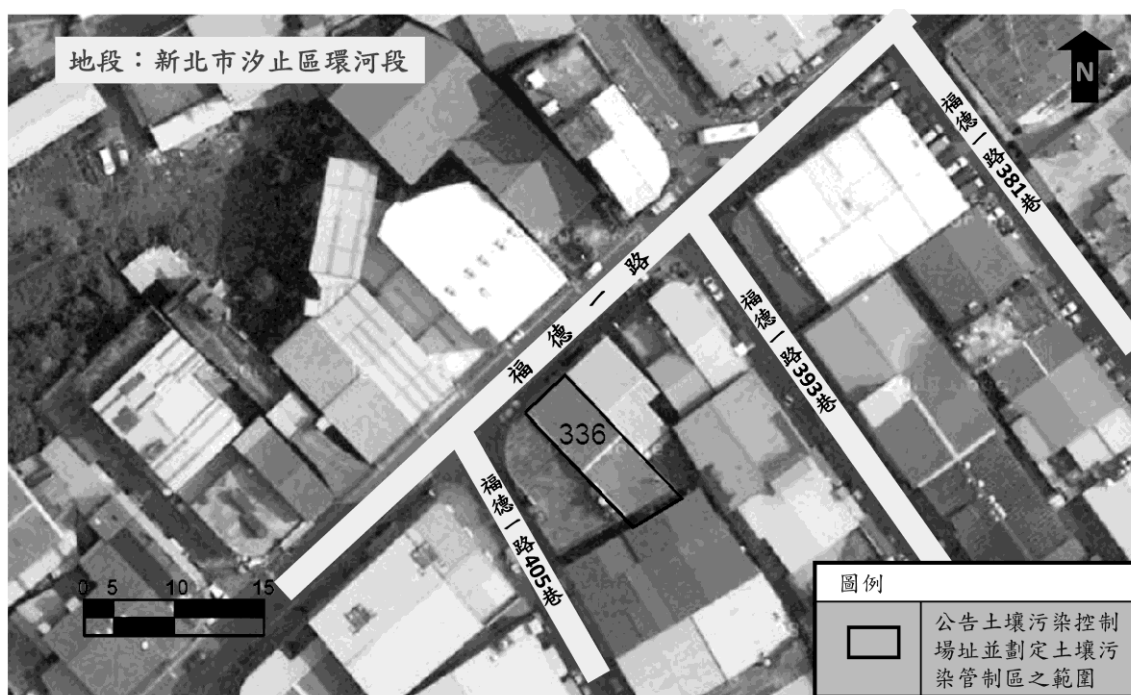 地段：新北市汐止區環河段
N
福德一路381巷
福德一路
福德一路393巷
336
福德一路405巷
0 5 10 15
圖例
公告土壤污染控制
場址並劃定土壤污
染管制區之範圍